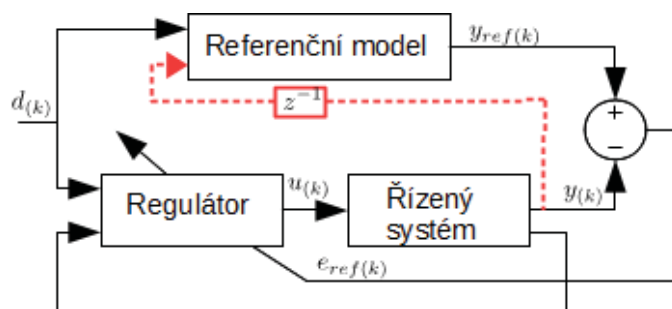 Referenční model
y_{ref(k)}
d_{(k)}
z^{-1}
+
−
Regulátor
u_{(k)}
Řízený
systém
y_{(k)}
e_{ref(k)}